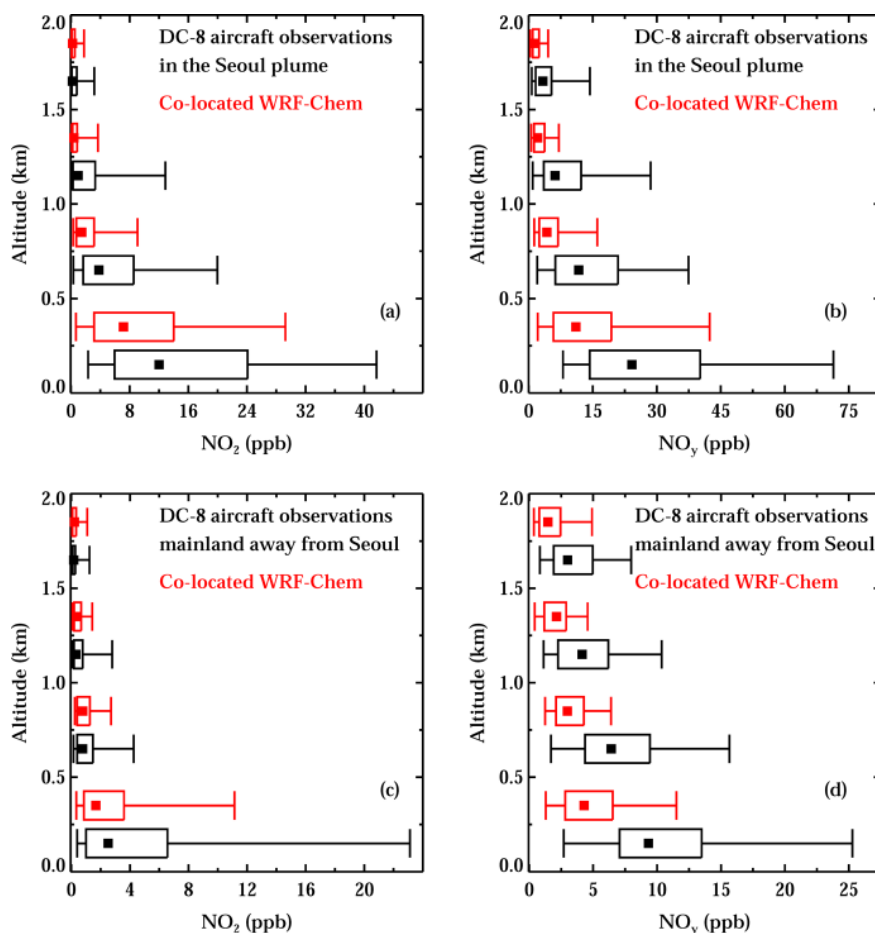 2.0
DC-8 aircraft observations
in the Seoul plume
Co-located WRF-Chem
1.5
1.0
0.5
0.0
Altitude (km)
(a)
0 8 16 24 32 40
NO₂ (ppb)
2.0
DC-8 aircraft observations
in the Seoul plume
Co-located WRF-Chem
1.5
1.0
0.5
0.0
Altitude (km)
(b)
0 15 30 45 60 75
NOy (ppb)
2.0
DC-8 aircraft observations
mainland away from Seoul
Co-located WRF-Chem
1.5
1.0
0.5
0.0
Altitude (km)
(c)
0 4 8 12 16 20
NO₂ (ppb)
2.0
DC-8 aircraft observations
mainland away from Seoul
Co-located WRF-Chem
1.5
1.0
0.5
0.0
Altitude (km)
(d)
0 5 10 15 20 25
NOy (ppb)